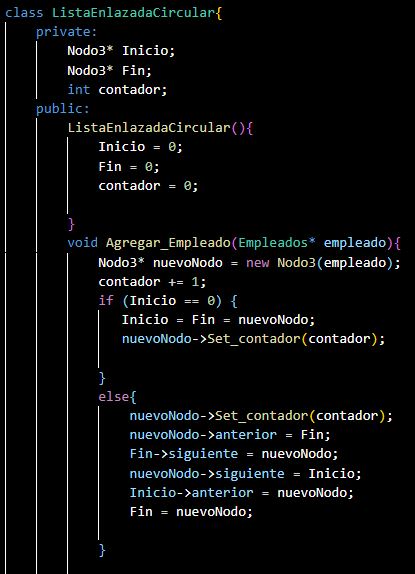 class ListaEnlazadaCircular{
private:
Nodo3* Inicio;
Nodo3* Fin;
int contador;
public:
ListaEnlazadaCircular(){
Inicio = 0;
Fin = 0;
contador = 0;
}
void Agregar_Empleado(Empleados* empleado){
Nodo3* nuevoNodo = new Nodo3(empleado);
contador += 1;
if (Inicio == 0) {
Inicio = Fin = nuevoNodo;
nuevoNodo->Set_contador(contador);
}
else{
nuevoNodo->Set_contador(contador);
nuevoNodo->anterior = Fin;
Fin->siguiente = nuevoNodo;
nuevoNodo->siguiente = Inicio;
Inicio->anterior = nuevoNodo;
Fin = nuevoNodo;
}